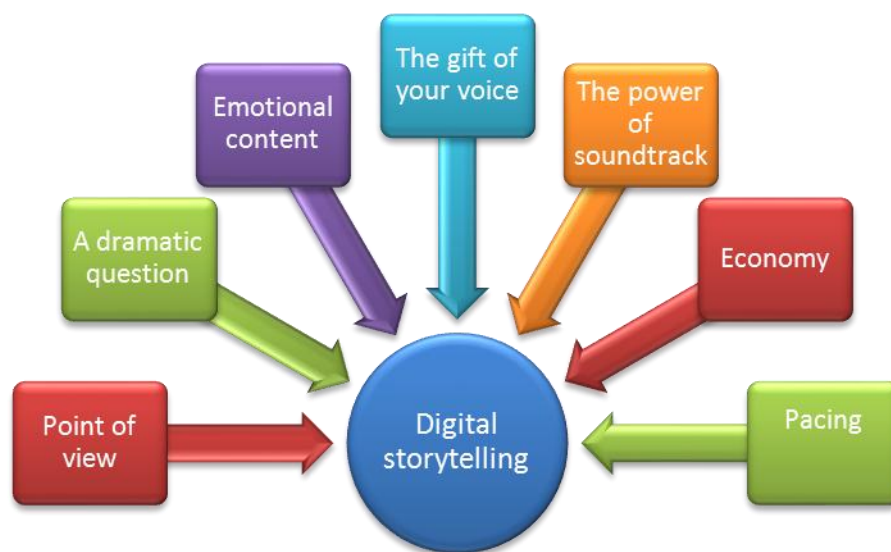 The gift of
your voice
Emotional
content
The power
of
soundtrack
A dramatic
question
Economy
Point of
view
Digital
storytelling
Pacing